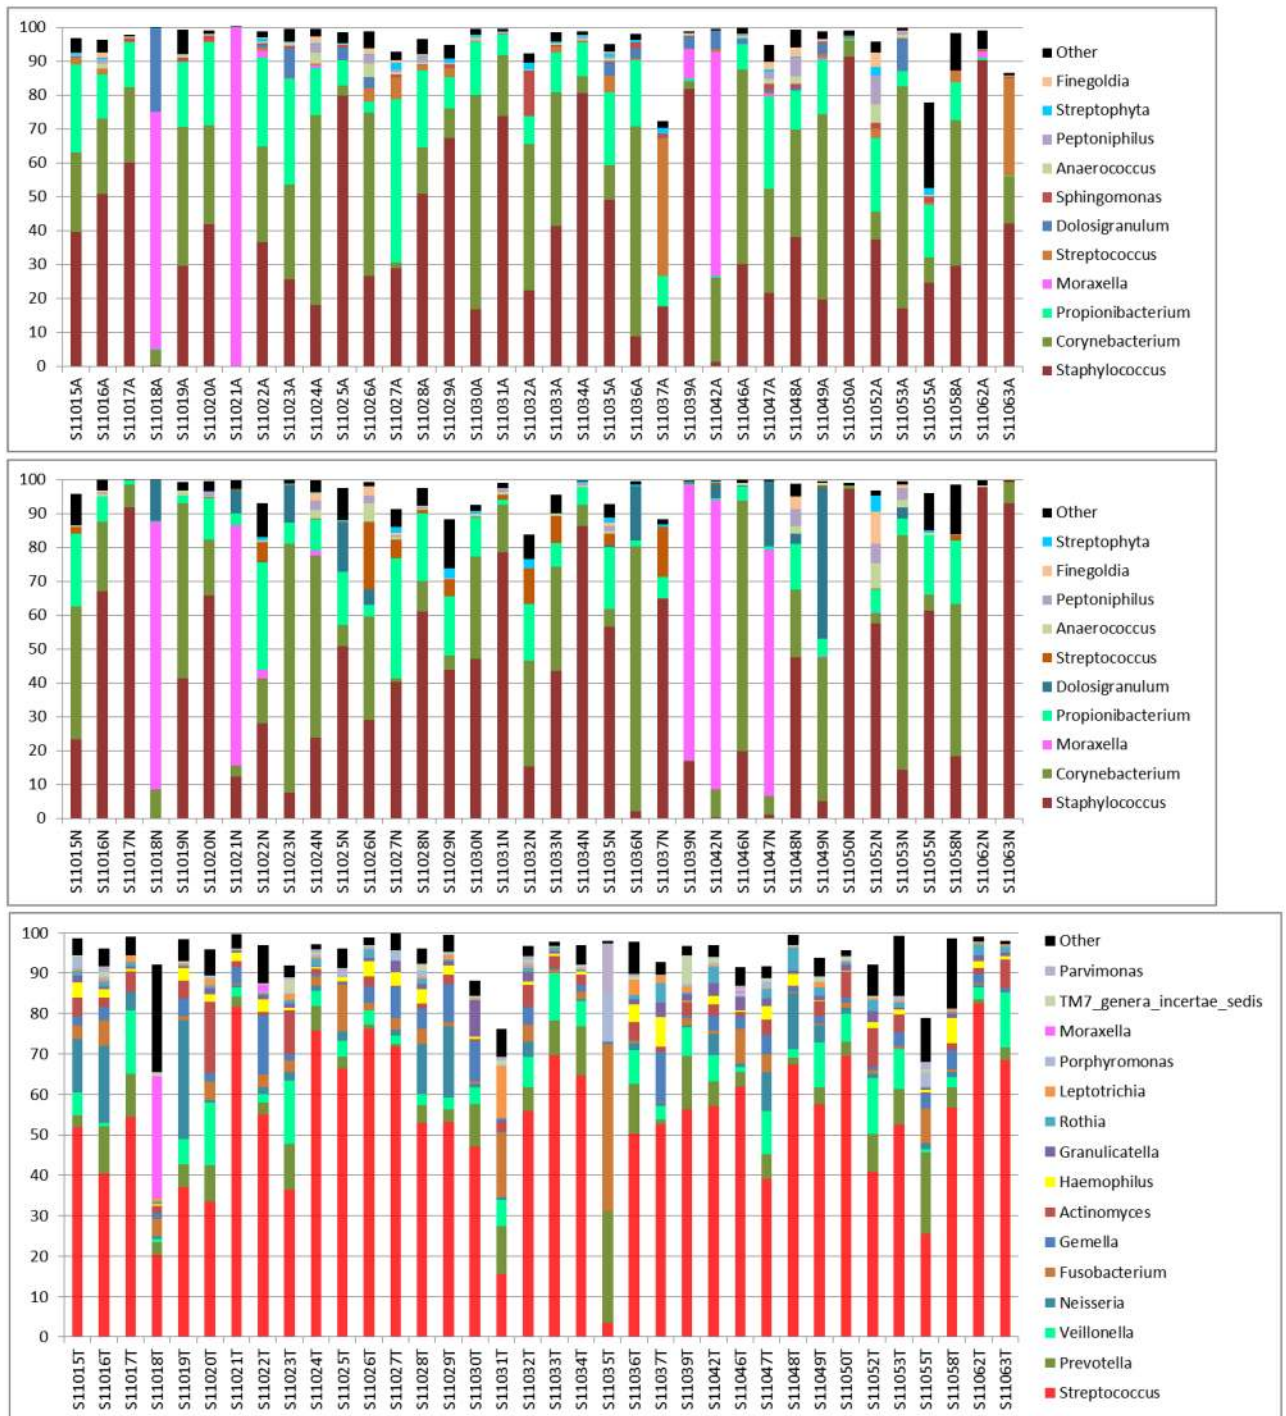 100
90
80
70
60
50
40
30
20
10
0
Other
Finegoldia
Streptophyta
Peptoniphilus
Anaerococcus
Sphingomonas
Dolosigranulum
Streptococcus
Moraxella
Propionibacterium
Corynebacterium
Staphylococcus
S11015A
S11016A
S11017A
S11018A
S11019A
S11020A
S11021A
S11022A
S11023A
S11024A
S11025A
S11026A
S11027A
S11028A
S11029A
S11030A
S11031A
S11032A
S11033A
S11034A
S11035A
S11036A
S11037A
S11039A
S11042A
S11046A
S11047A
S11048A
S11049A
S11050A
S11052A
S11053A
S11055A
S11058A
S11062A
S11063A
100
90
80
70
60
50
40
30
20
10
0
Other
Streptophyta
Finegoldia
Peptoniphilus
Anaerococcus
Streptococcus
Dolosigranulum
Propionibacterium
Moraxella
Corynebacterium
Staphylococcus
S11015N
S11016N
S11017N
S11018N
S11019N
S11020N
S11021N
S11022N
S11023N
S11024N
S11025N
S11026N
S11027N
S11028N
S11029N
S11030N
S11031N
S11032N
S11033N
S11034N
S11035N
S11036N
S11037N
S11039N
S11042N
S11046N
S11047N
S11048N
S11049N
S11050N
S11052N
S11053N
S11055N
S11058N
S11062N
S11063N
100
90
80
70
60
50
40
30
20
10
0
Other
Parvimonas
TM7_genera_incertae_sedis
Moraxella
Porphyromonas
Leptotrichia
Rothia
Granulicatella
Haemophilus
Actinomyces
Gemella
Fusobacterium
Neisseria
Veillonella
Prevotella
Streptococcus
S11015T
S11016T
S11017T
S11018T
S11019T
S11020T
S11021T
S11022T
S11023T
S11024T
S11025T
S11026T
S11027T
S11028T
S11029T
S11030T
S11031T
S11032T
S11033T
S11034T
S11035T
S11036T
S11037T
S11039T
S11042T
S11046T
S11047T
S11048T
S11049T
S11050T
S11052T
S11053T
S11055T
S11058T
S11062T
S11063T